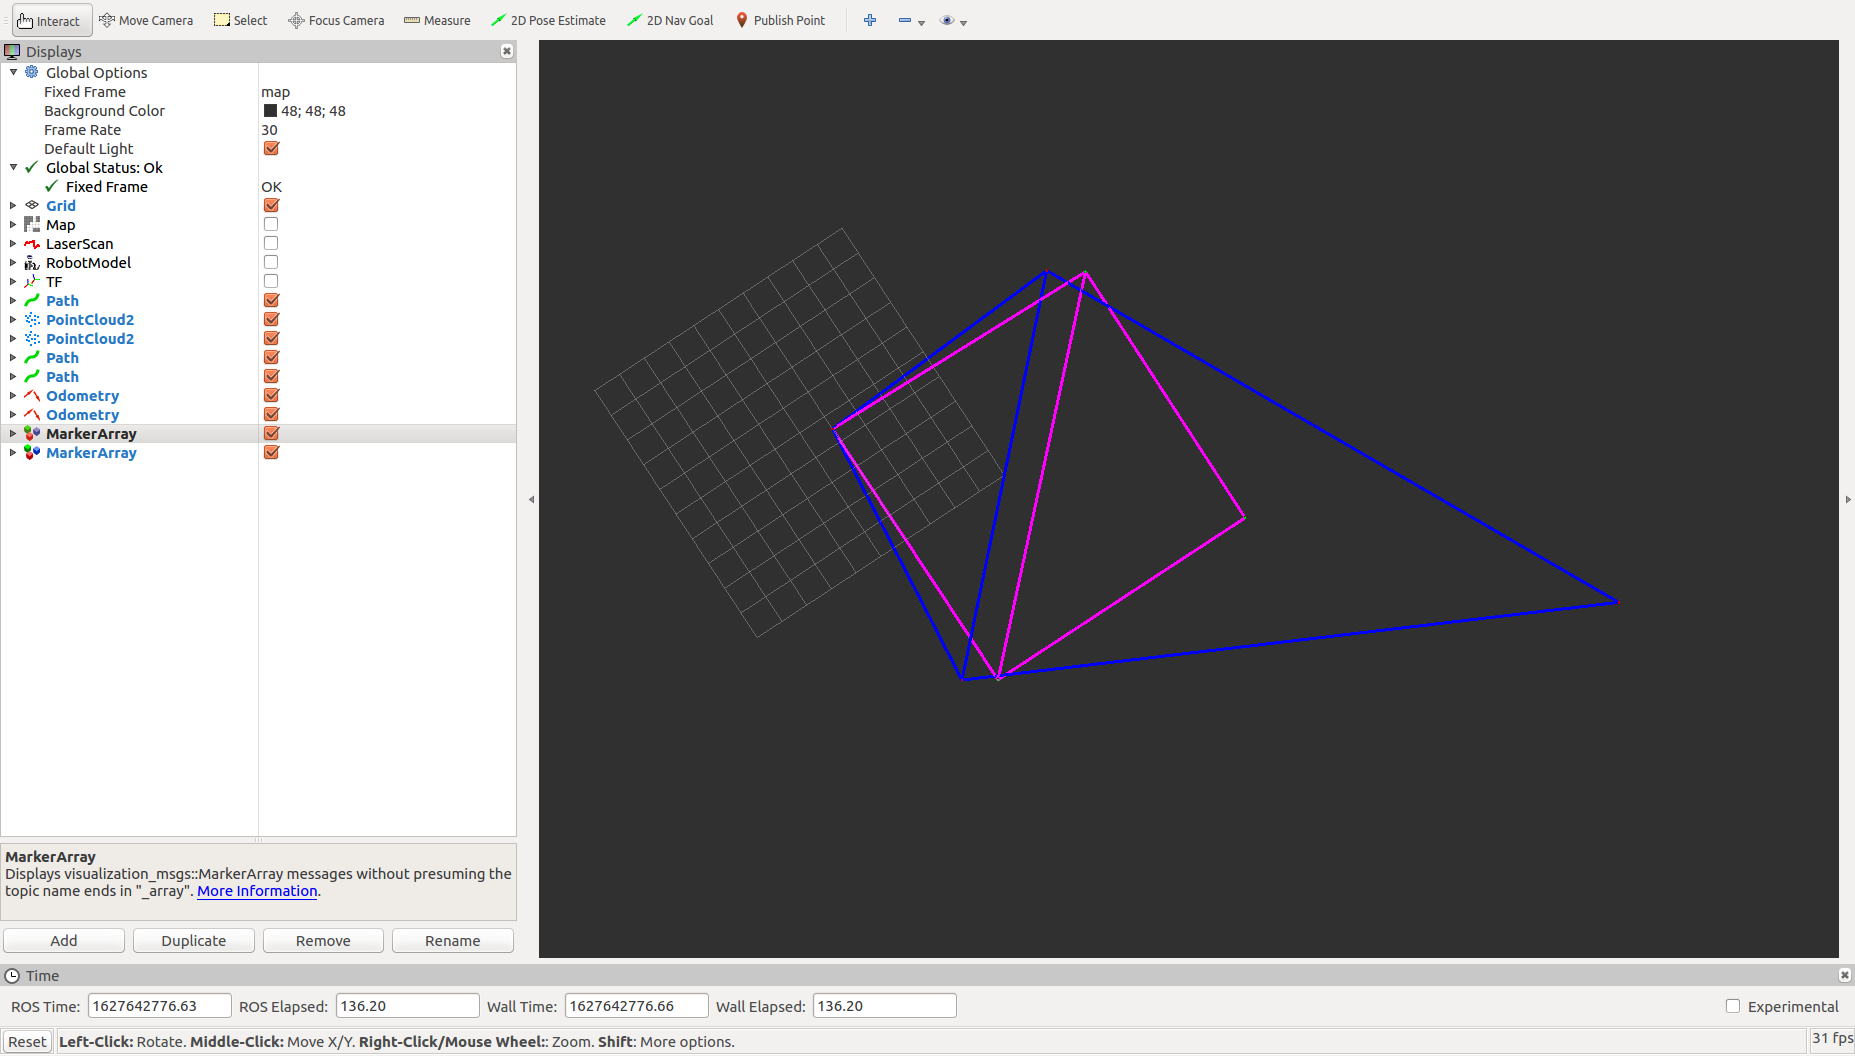 Interact Move Camera Select Focus Camera Measure 2D Pose Estimate 2D Nav Goal Publish Point
Displays
Global Options
Fixed Frame map
Background Color 48; 48; 48
Frame Rate 30
Default Light
Global Status: Ok
Fixed Frame OK
Grid
Map
LaserScan
RobotModel
TF
Path
PointCloud2
PointCloud2
Path
Path
Odometry
Odometry
MarkerArray
MarkerArray
MarkerArray
Displays visualization_msgs::MarkerArray messages without presuming the
topic name ends in "_array". More Information.
Add Duplicate Remove Rename
Time
ROS Time: 1627642776.63 ROS Elapsed: 136.20 Wall Time: 1627642776.66 Wall Elapsed: 136.20 Experimental
Reset Left-Click: Rotate. Middle-Click: Move X/Y. Right-Click/Mouse Wheel:: Zoom. Shift: More options. 31 fps